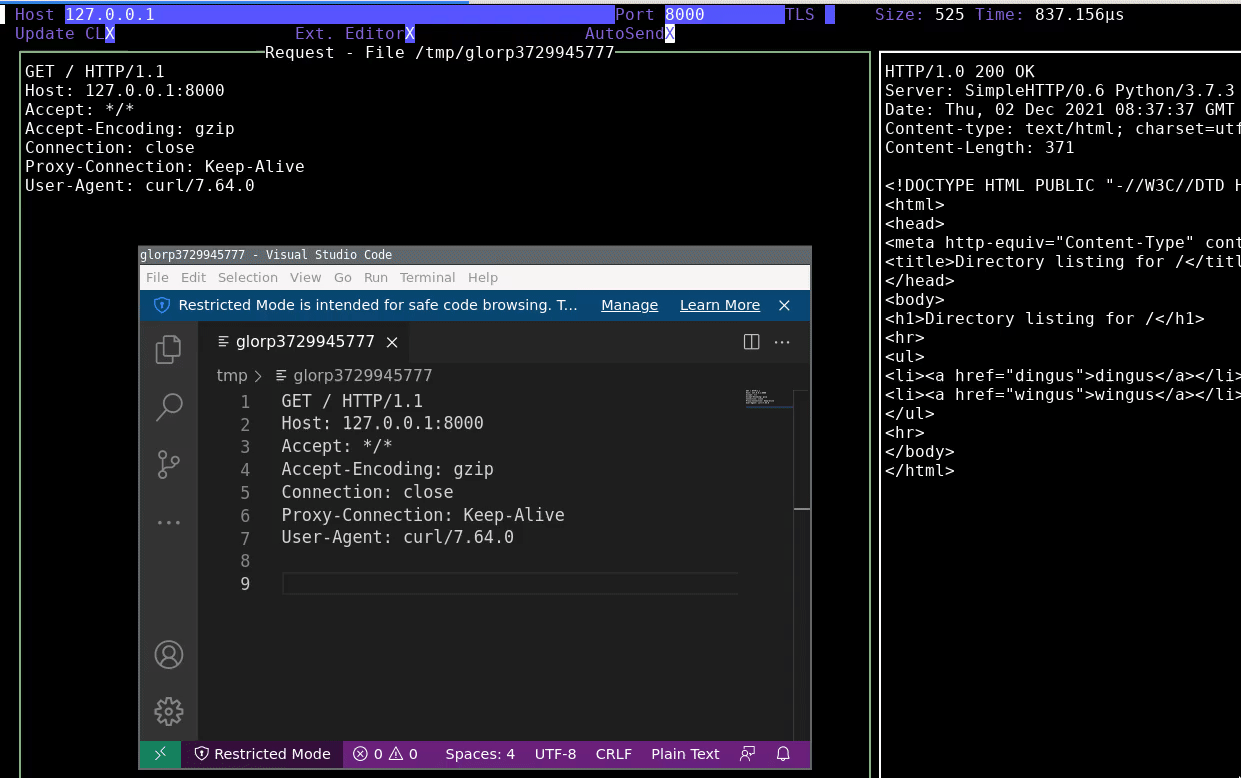 Host 127.0.0.1 Port 8000 TLS Size: 525 Time: 837.156µs
Update CLX Ext. EditorX AutoSendX
Request - File /tmp/glorp3729945777
GET / HTTP/1.1
Host: 127.0.0.1:8000
Accept: */*
Accept-Encoding: gzip
Connection: close
Proxy-Connection: Keep-Alive
User-Agent: curl/7.64.0
HTTP/1.0 200 OK
Server: SimpleHTTP/0.6 Python/3.7.3
Date: Thu, 02 Dec 2021 08:37:37 GMT
Content-type: text/html; charset=utf
Content-Length: 371
<!DOCTYPE HTML PUBLIC "-//W3C//DTD H
<html>
<head>
<meta http-equiv="Content-Type" cont
<title>Directory listing for /</titl
</head>
<body>
<h1>Directory listing for /</h1>
<hr>
<ul>
<li><a href="dingus">dingus</a></li>
<li><a href="wingus">wingus</a></li>
</ul>
<hr>
</body>
</html>
glorp3729945777 - Visual Studio Code
File Edit Selection View Go Run Terminal Help
Restricted Mode is intended for safe code browsing. T... Manage Learn More
glorp3729945777
tmp > glorp3729945777
1 GET / HTTP/1.1
2 Host: 127.0.0.1:8000
3 Accept: */*
4 Accept-Encoding: gzip
5 Connection: close
6 Proxy-Connection: Keep-Alive
7 User-Agent: curl/7.64.0
8
9
Restricted Mode 0 0 Spaces: 4 UTF-8 CRLF Plain Text